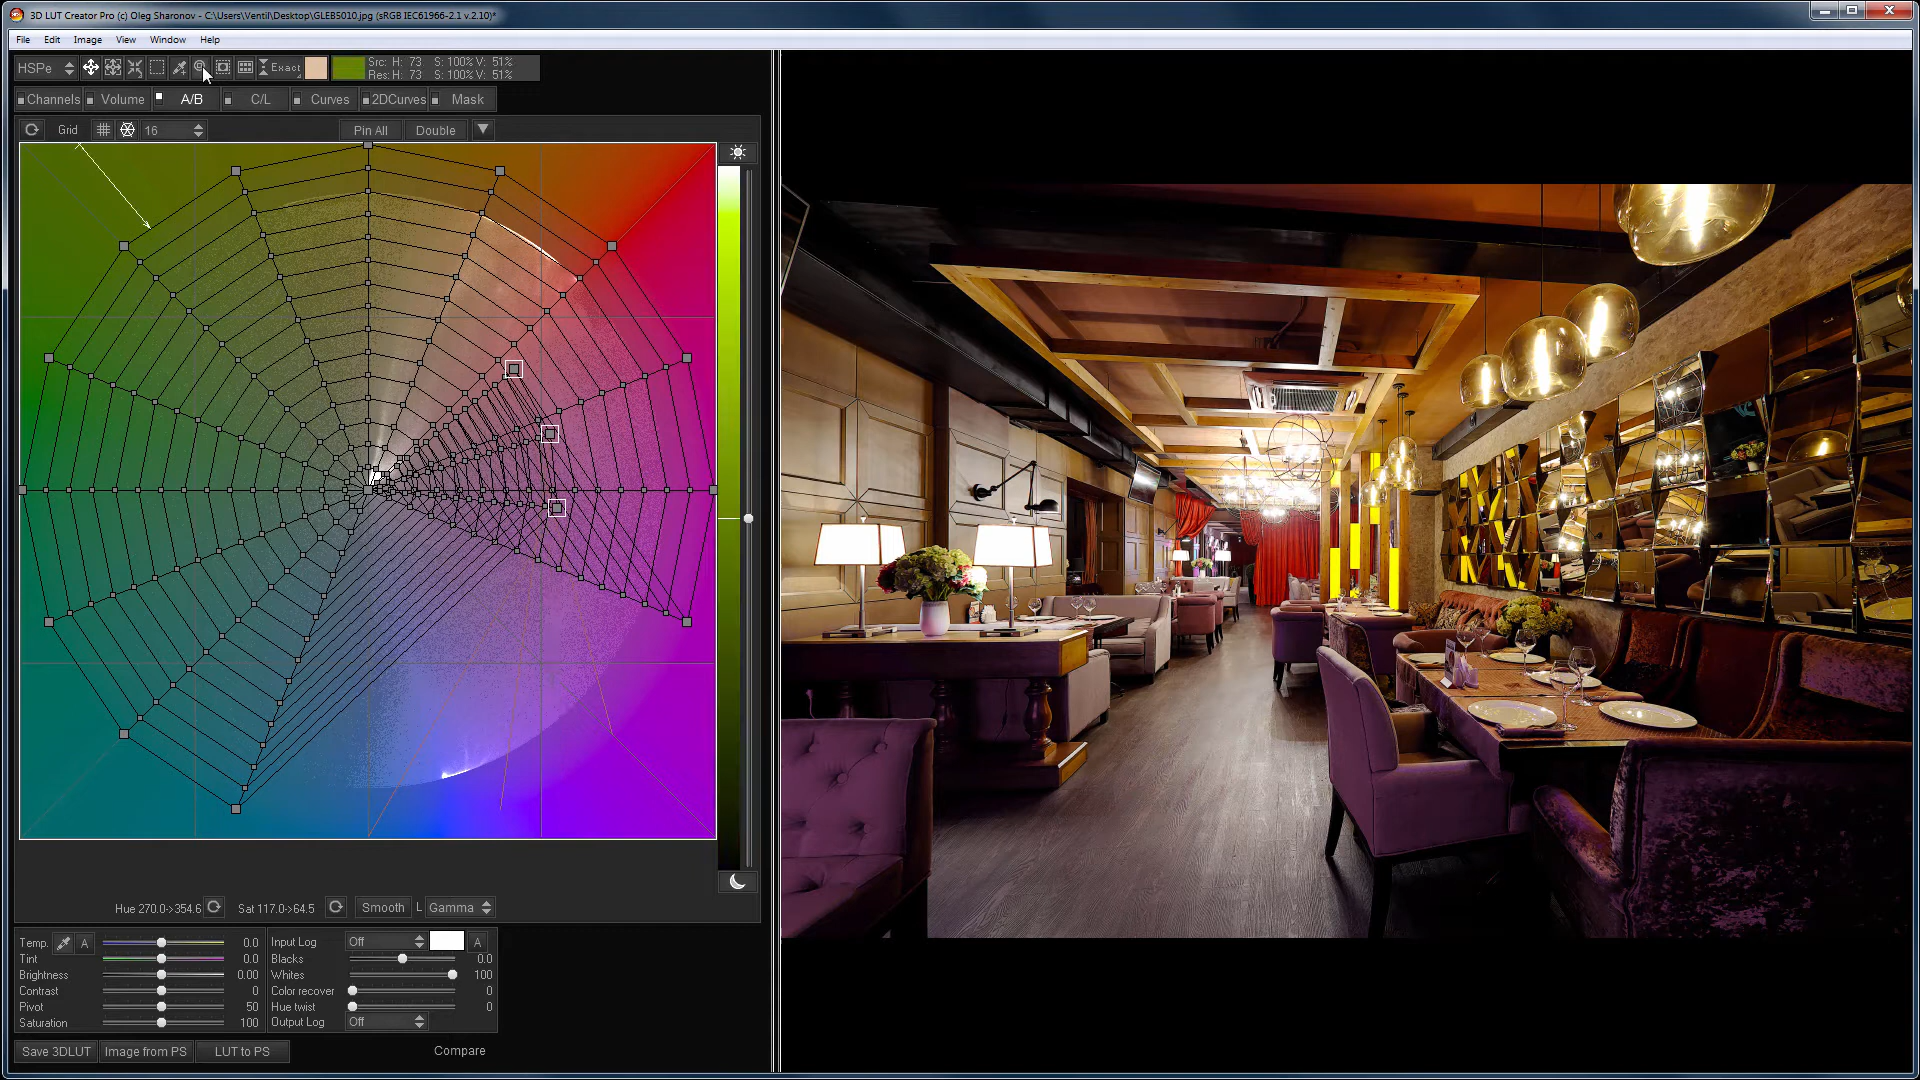 3D LUT Creator Pro (c) Oleg Sharonov - C:\Users\Ventil\Desktop\GLEB5010.jpg (sRGB IEC61966-2.1 v.2.10)*
File Edit Image View Window Help
HSPe Exact Src: H: 73 S: 100% V: 51%
Res: H: 73 S: 100% V: 51%
Channels Volume A/B C/L Curves 2DCurves Mask
Grid 16 Pin All Double
Hue 270.0->354.6 Sat 117.0->64.5 Smooth L Gamma
Temp. A 0.0 Input Log Off A
Tint 0.0 Blacks 0.0
Brightness 0.00 Whites 100
Contrast 0 Color recover 0
Pivot 50 Hue twist 0
Saturation 100 Output Log Off
Save 3DLUT Image from PS LUT to PS Compare